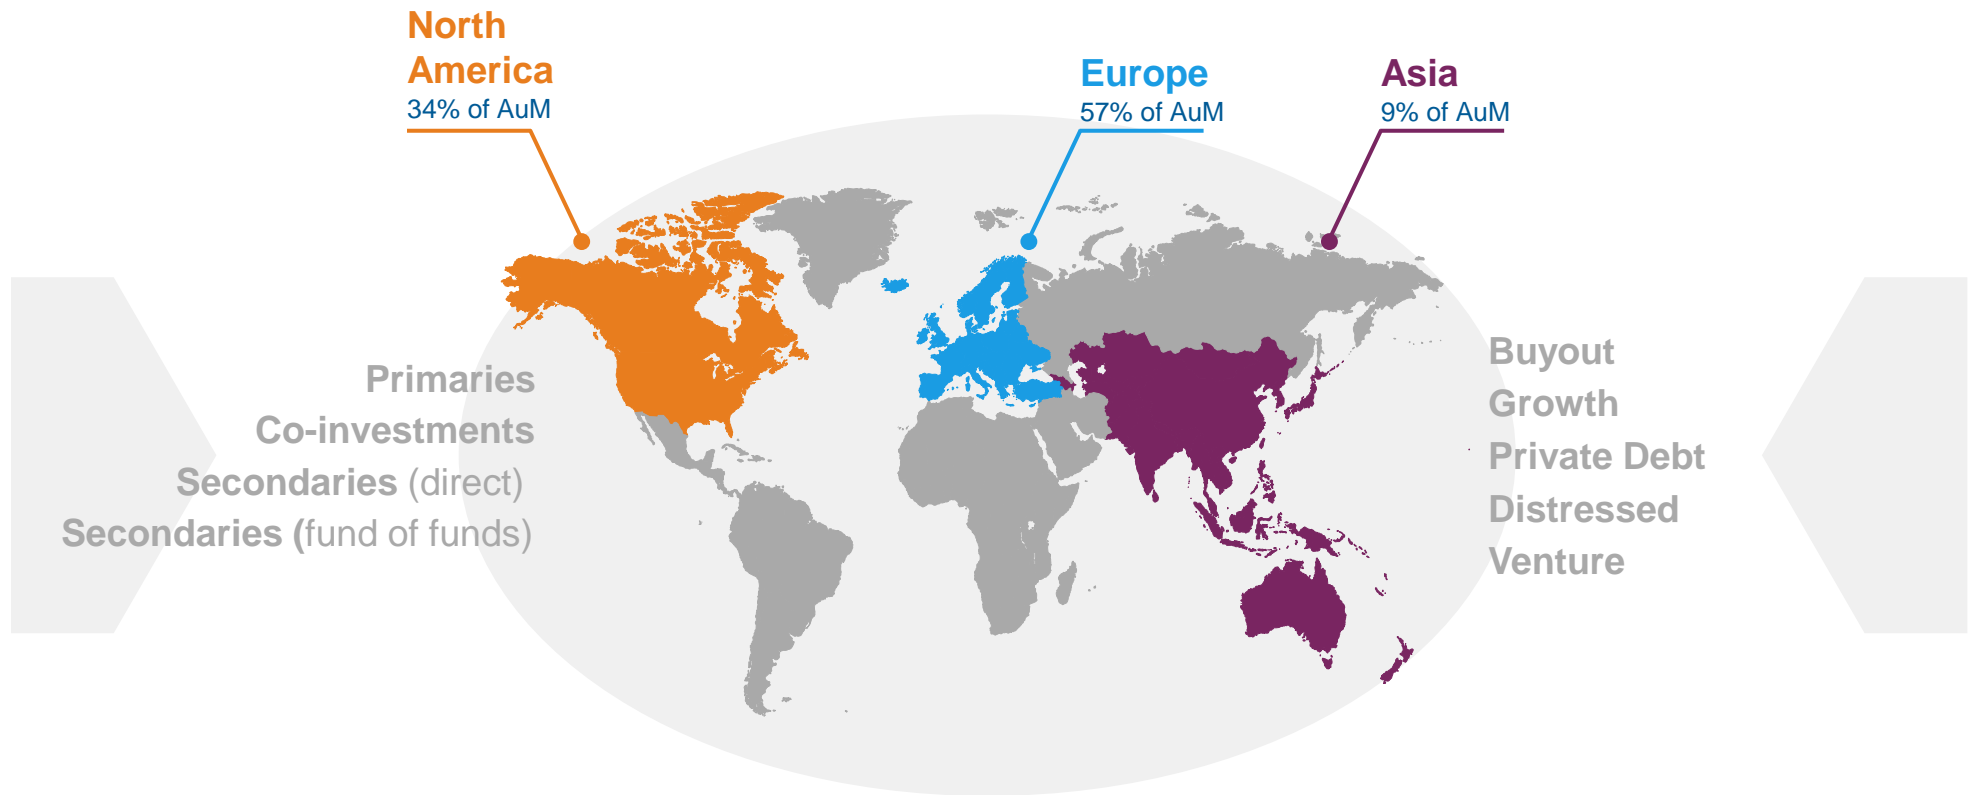 North
America
34% of AuM
Europe
57% of AuM
Asia
9% of AuM
Primaries
Co-investments
Secondaries (direct)
Secondaries (fund of funds)
Buyout
Growth
Private Debt
Distressed
Venture